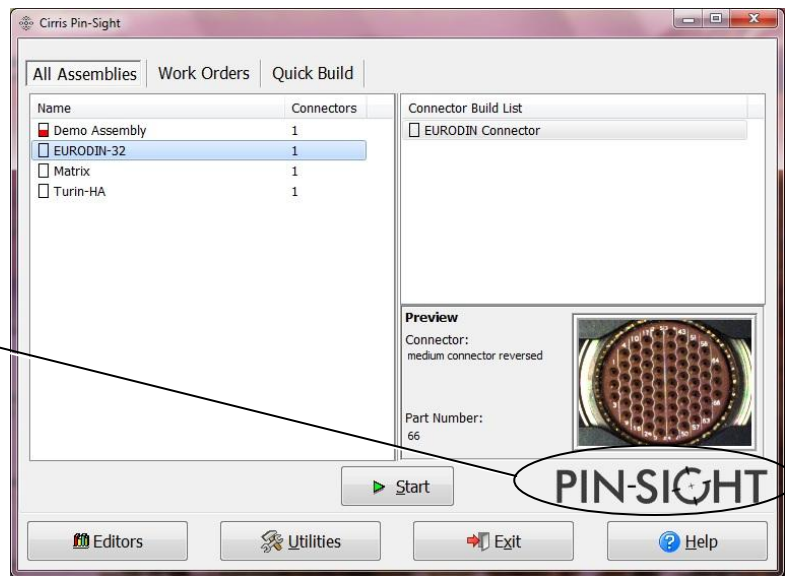 Cirris Pin-Sight
All Assemblies Work Orders Quick Build
Name Connectors
Demo Assembly 1
EURODIN-32 1
Matrix 1
Turin-HA 1
Connector Build List
EURODIN Connector
Preview
Connector:
medium connector reversed
Part Number:
66
Start
PIN-SIGHT
Editors Utilities Exit Help